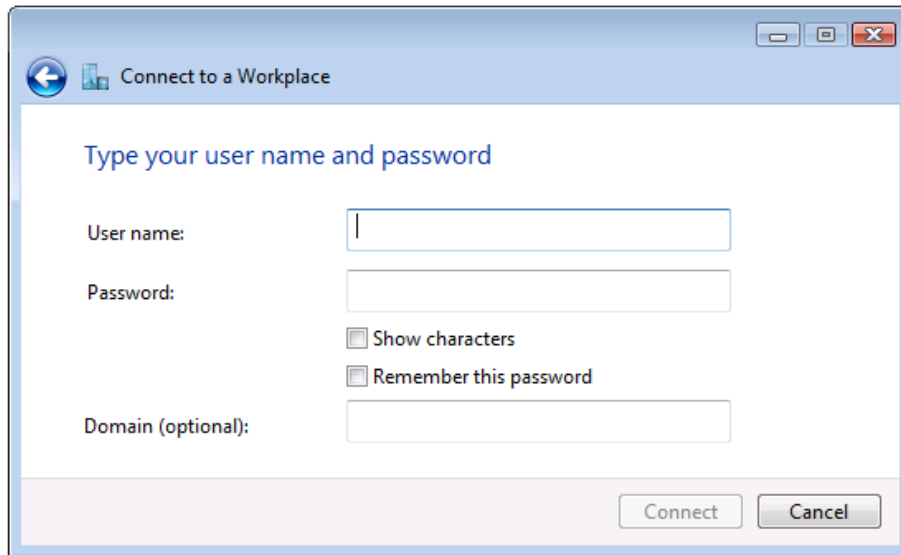 Connect to a Workplace
Type your user name and password
User name:
Password:
Show characters
Remember this password
Domain (optional):
Connect Cancel